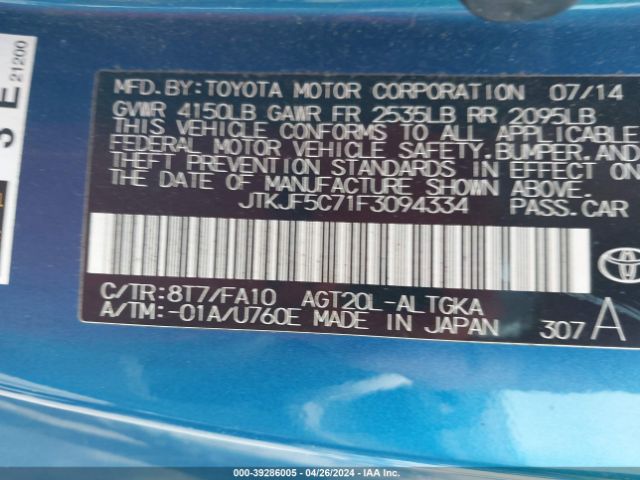 21200
MFD.BY:TOYOTA MOTOR CORPORATION 07/14
GVWR 4150LB GAWR FR 2535LB RR 2095LB
THIS VEHICLE CONFORMS TO ALL APPLICABLE
FEDERAL MOTOR VEHICLE SAFETY,BUMPER,AND
THEFT PREVENTION STANDARDS IN EFFECT ON
THE DATE OF MANUFACTURE SHOWN ABOVE.
JTKJF5C71F3094334 PASS.CAR
C/TR:8T7/FA10 AGT20L-ALTGKA
A/TM:-01A/U760E MADE IN JAPAN 307 A
000-39286005 - 04/26/2024 - IAA Inc.